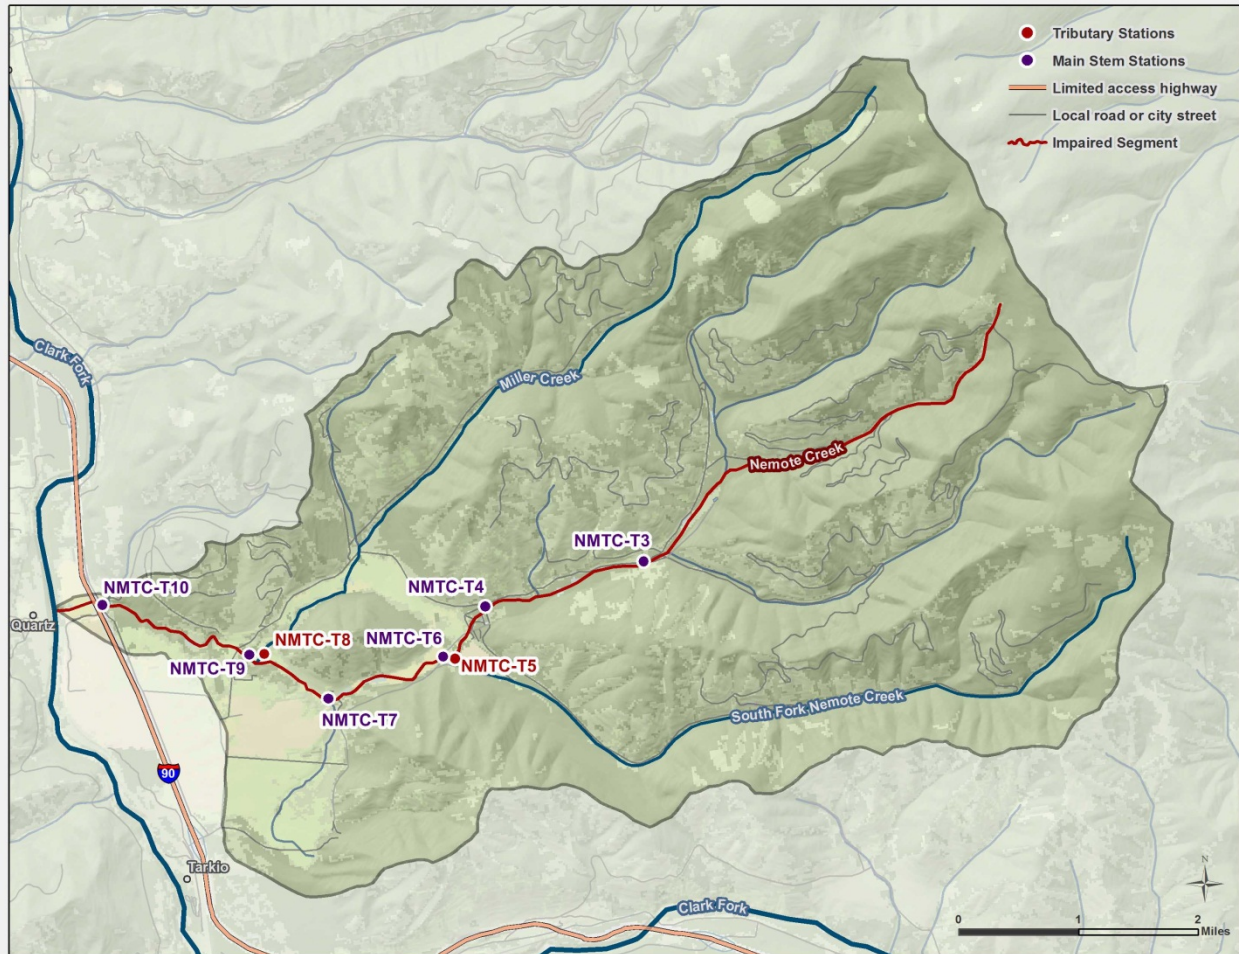 Tributary Stations
Main Stem Stations
Limited access highway
Local road or city street
Impaired Segment
Clark Fork
Miller Creek
Nemote Creek
NMTC-T3
NMTC-T10
NMTC-T4
Quartz
NMTC-T8
NMTC-T6
NMTC-T9
NMTC-T5
NMTC-T7
South Fork Nemote Creek
90
Tarkio
N
Clark Fork
0 1 2
Miles